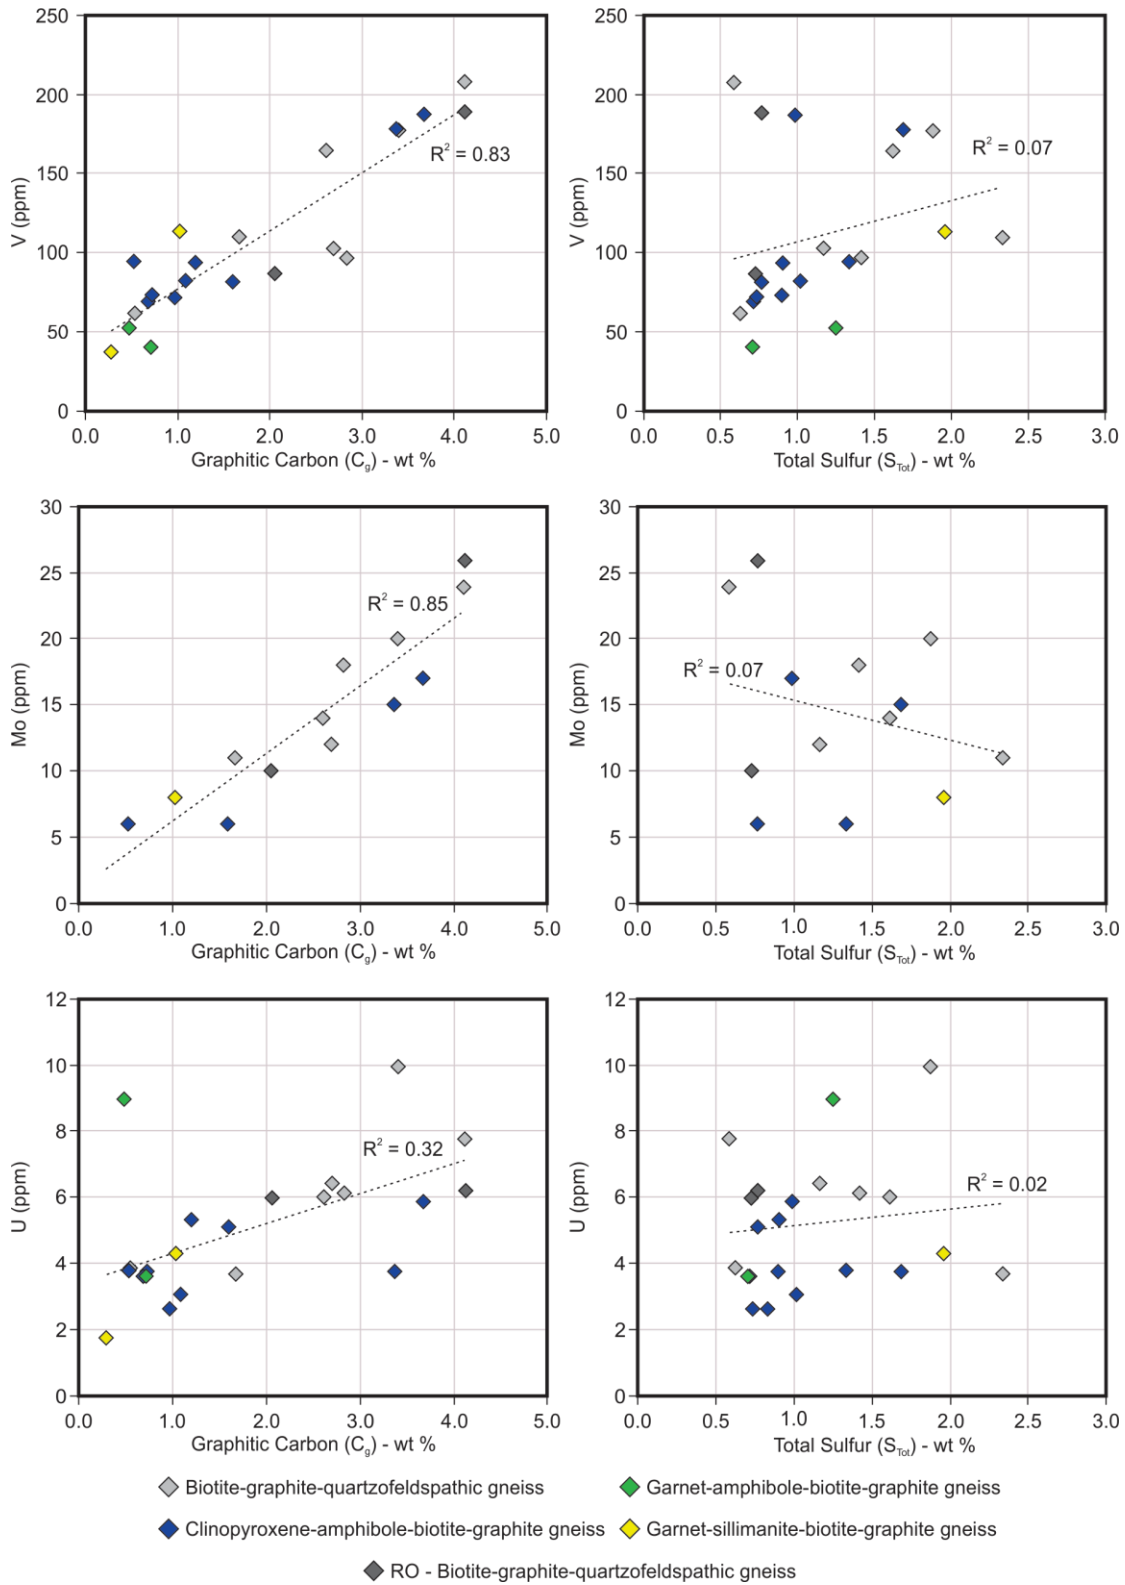 250
200
150
100
50
0
V (ppm)
R² = 0.83
0.0 1.0 2.0 3.0 4.0 5.0
Graphitic Carbon (Cg) - wt %
250
200
150
100
50
0
V (ppm)
R² = 0.07
0.0 0.5 1.0 1.5 2.0 2.5 3.0
Total Sulfur (STot) - wt %
30
25
20
15
10
5
0
Mo (ppm)
R² = 0.85
0.0 1.0 2.0 3.0 4.0 5.0
Graphitic Carbon (Cg) - wt %
30
25
20
15
10
5
0
Mo (ppm)
R² = 0.07
0.0 0.5 1.0 1.5 2.0 2.5 3.0
Total Sulfur (STot) - wt %
12
10
8
6
4
2
0
U (ppm)
R² = 0.32
0.0 1.0 2.0 3.0 4.0 5.0
Graphitic Carbon (Cg) - wt %
12
10
8
6
4
2
0
U (ppm)
R² = 0.02
0.0 0.5 1.0 1.5 2.0 2.5 3.0
Total Sulfur (STot) - wt %
Biotite-graphite-quartzofeldspathic gneiss
Garnet-amphibole-biotite-graphite gneiss
Clinopyroxene-amphibole-biotite-graphite gneiss
Garnet-sillimanite-biotite-graphite gneiss
RO - Biotite-graphite-quartzofeldspathic gneiss